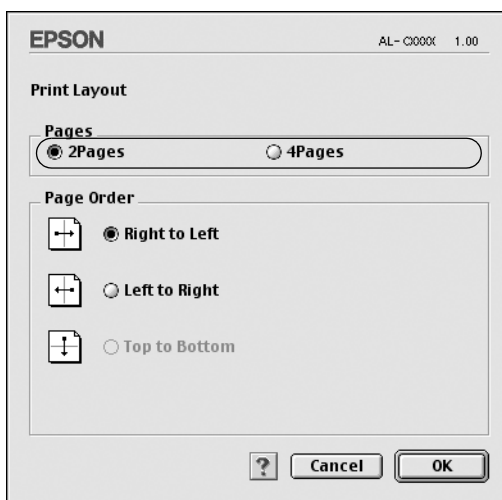 EPSON AL-CXXXX 1.00
Print Layout
Pages
2Pages 4Pages
Page Order
Right to Left
Left to Right
Top to Bottom
? Cancel OK